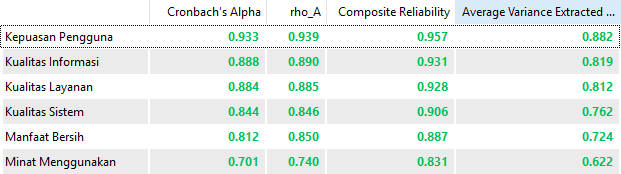 Cronbach's Alpha rho_A Composite Reliability Average Variance Extracted ...
Kepuasan Pengguna 0.933 0.939 0.957 0.882
Kualitas Informasi 0.888 0.890 0.931 0.819
Kualitas Layanan 0.884 0.885 0.928 0.812
Kualitas Sistem 0.844 0.846 0.906 0.762
Manfaat Bersih 0.812 0.850 0.887 0.724
Minat Menggunakan 0.701 0.740 0.831 0.622